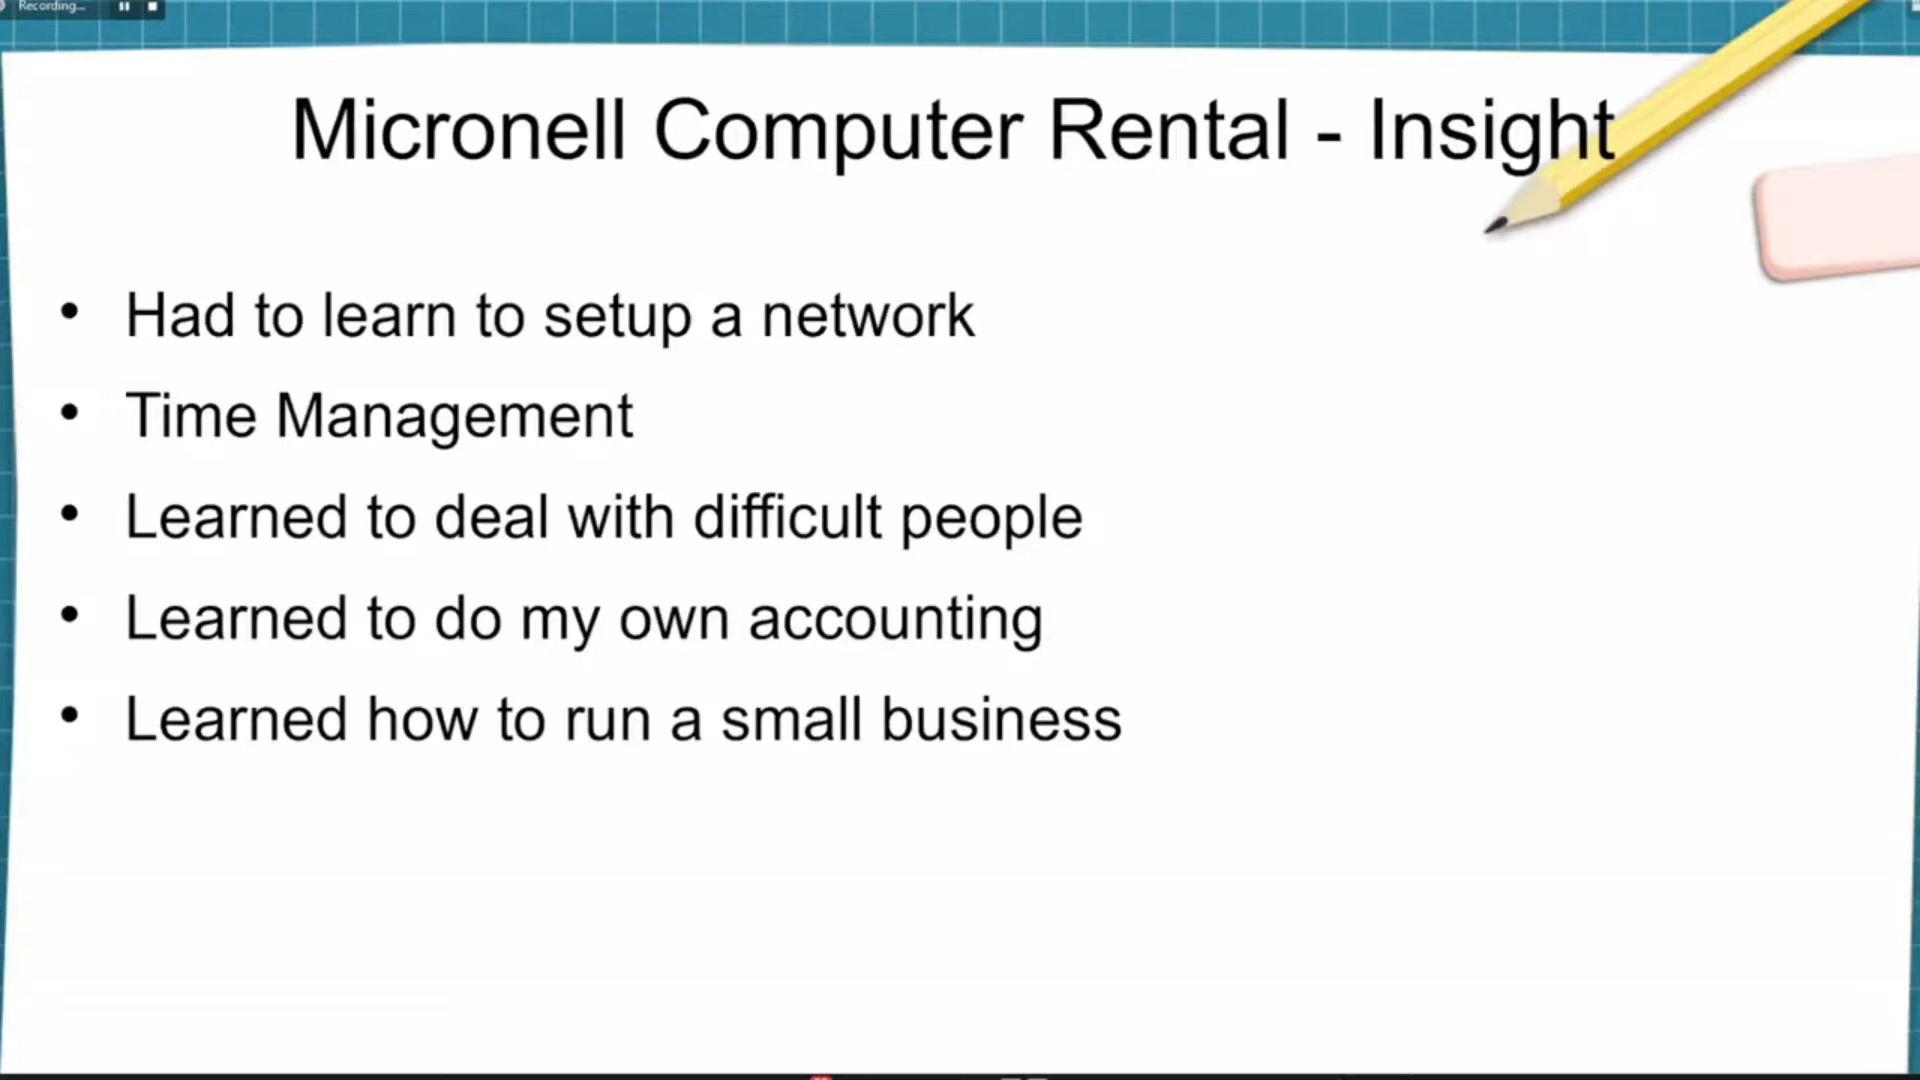 Recording...
Micronell Computer Rental - Insight
• Had to learn to setup a network
• Time Management
• Learned to deal with difficult people
• Learned to do my own accounting
• Learned how to run a small business